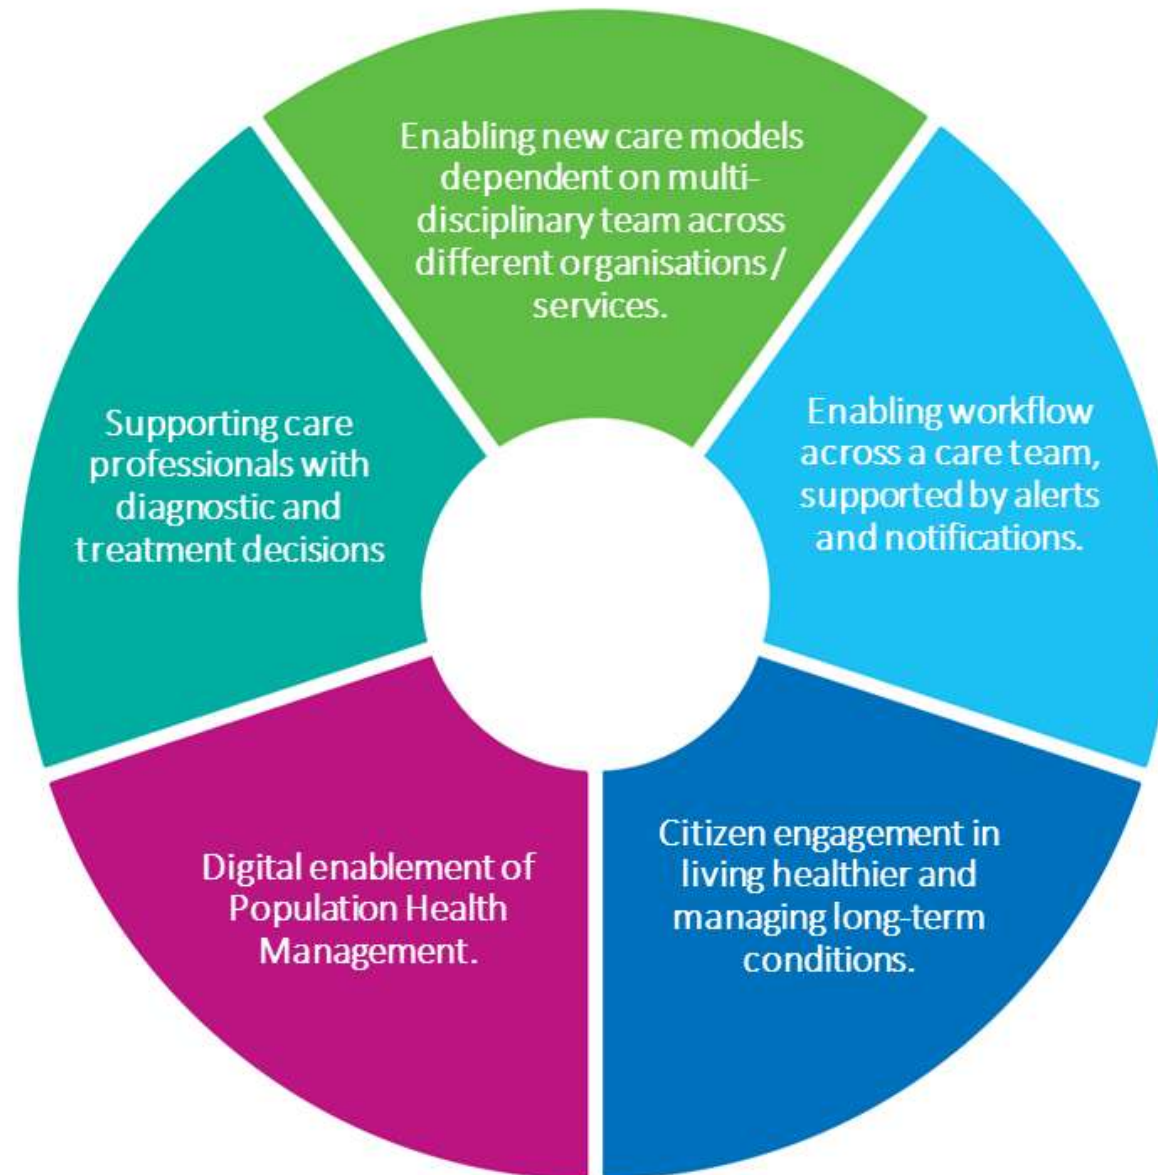 Enabling new care models
dependent on multi-
disciplinary team across
different organisations /
services.
Enabling workflow
across a care team,
supported by alerts
and notifications.
Citizen engagement in
living healthier and
managing long-term
conditions.
Digital enablement of
Population Health
Management.
Supporting care
professionals with
diagnostic and
treatment decisions